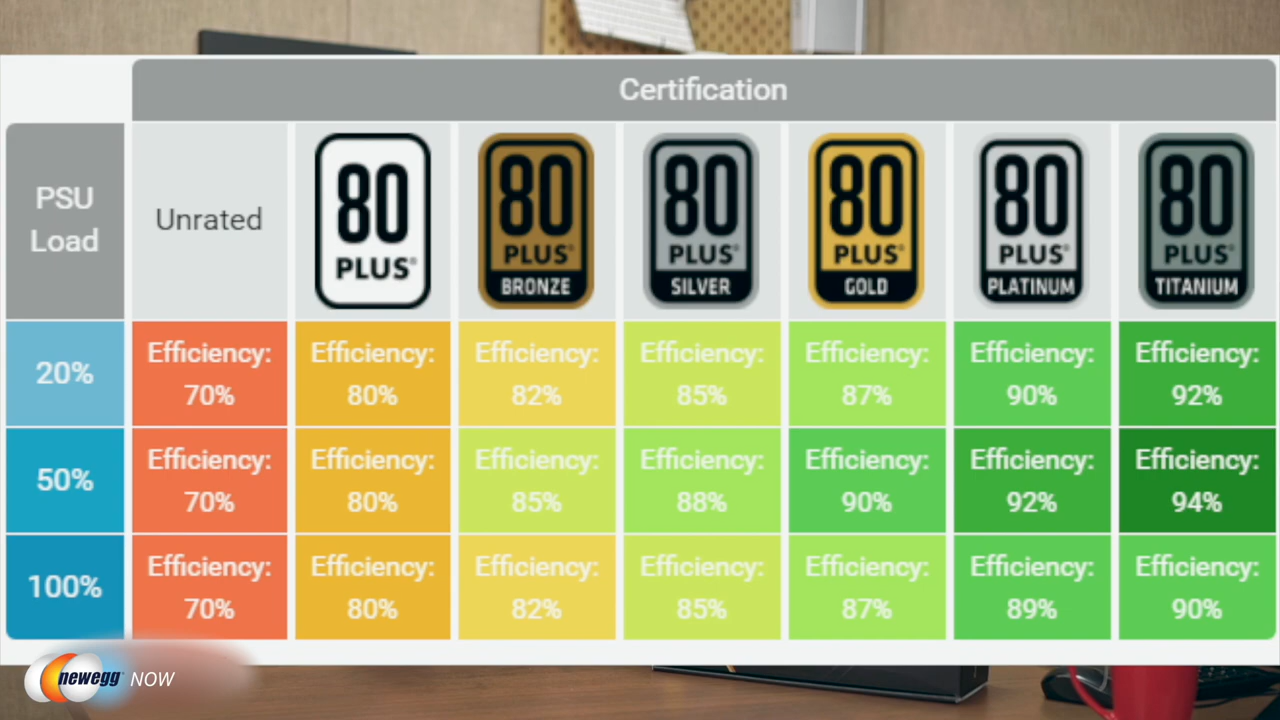 Certification
PSU
Load
Unrated
80
PLUS®
80
PLUS®
BRONZE
80
PLUS®
SILVER
80
PLUS®
GOLD
80
PLUS®
PLATINUM
80
PLUS®
TITANIUM
20%
Efficiency:
70%
Efficiency:
80%
Efficiency:
82%
Efficiency:
85%
Efficiency:
87%
Efficiency:
90%
Efficiency:
92%
50%
Efficiency:
70%
Efficiency:
80%
Efficiency:
85%
Efficiency:
88%
Efficiency:
90%
Efficiency:
92%
Efficiency:
94%
100%
Efficiency:
70%
Efficiency:
80%
Efficiency:
82%
Efficiency:
85%
Efficiency:
87%
Efficiency:
89%
Efficiency:
90%
newegg NOW